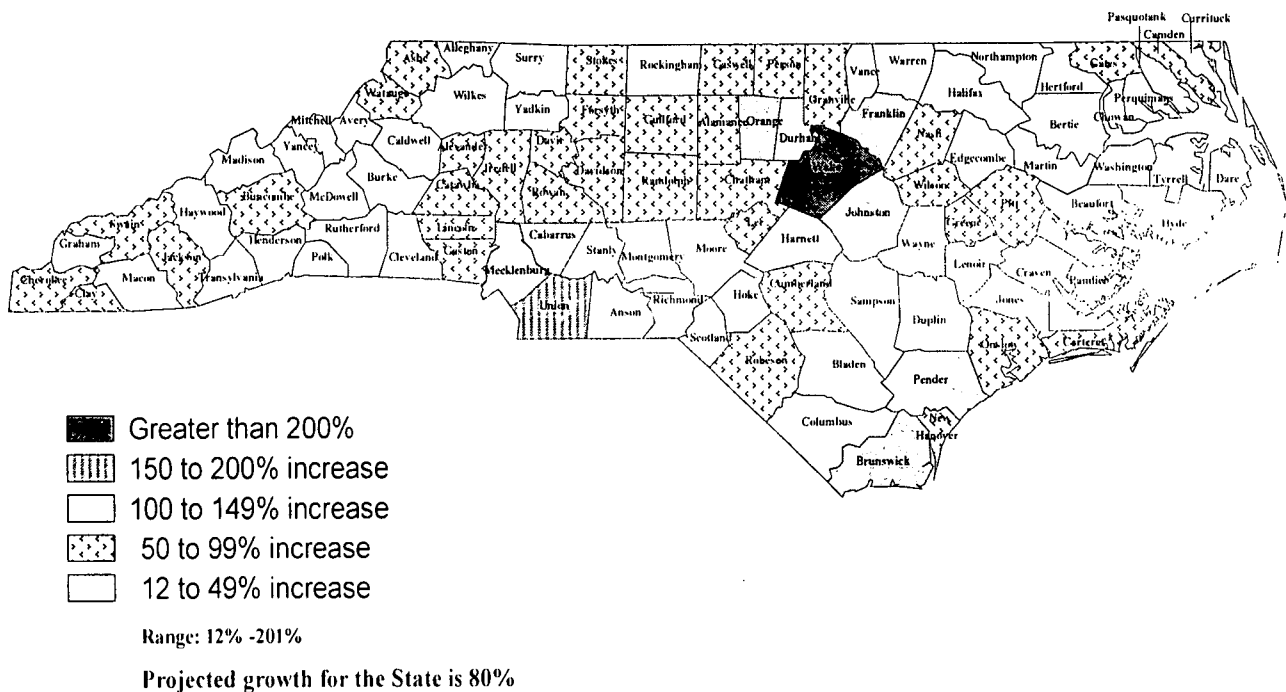 Pasquotank Currituck
Camden
Ashe Alleghany Surry Stokes Rockingham Caswell Person Granville Vance Warren Northampton Gates
Watauga Wilkes Yadkin Forsyth Guilford Alamance Orange Durham Franklin Halifax Hertford Perquimans
Mitchell Avery Caldwell Alexander Davie Nash Bertie Chowan
Yancey Iredell Davidson Wake Edgecombe Martin Washington Tyrrell Dare
Madison Burke Catawba Rowan Randolph Chatham Wilson
Buncombe McDowell Lincoln Johnston Pitt Beaufort Hyde
Swain Haywood Rutherford Cabarrus Lee Greene
Graham Jackson Henderson Polk Cleveland Gaston Stanly Montgomery Moore Harnett Wayne Lenoir Craven Pamlico
Cherokee Clay Macon Transylvania Mecklenburg Cumberland
Union Anson Richmond Hoke Sampson Duplin Jones
Scotland Onslow Carteret
Robeson Bladen Pender
Columbus New
Hanover
Brunswick
Greater than 200%
150 to 200% increase
100 to 149% increase
50 to 99% increase
12 to 49% increase
Range: 12% -201%
Projected growth for the State is 80%